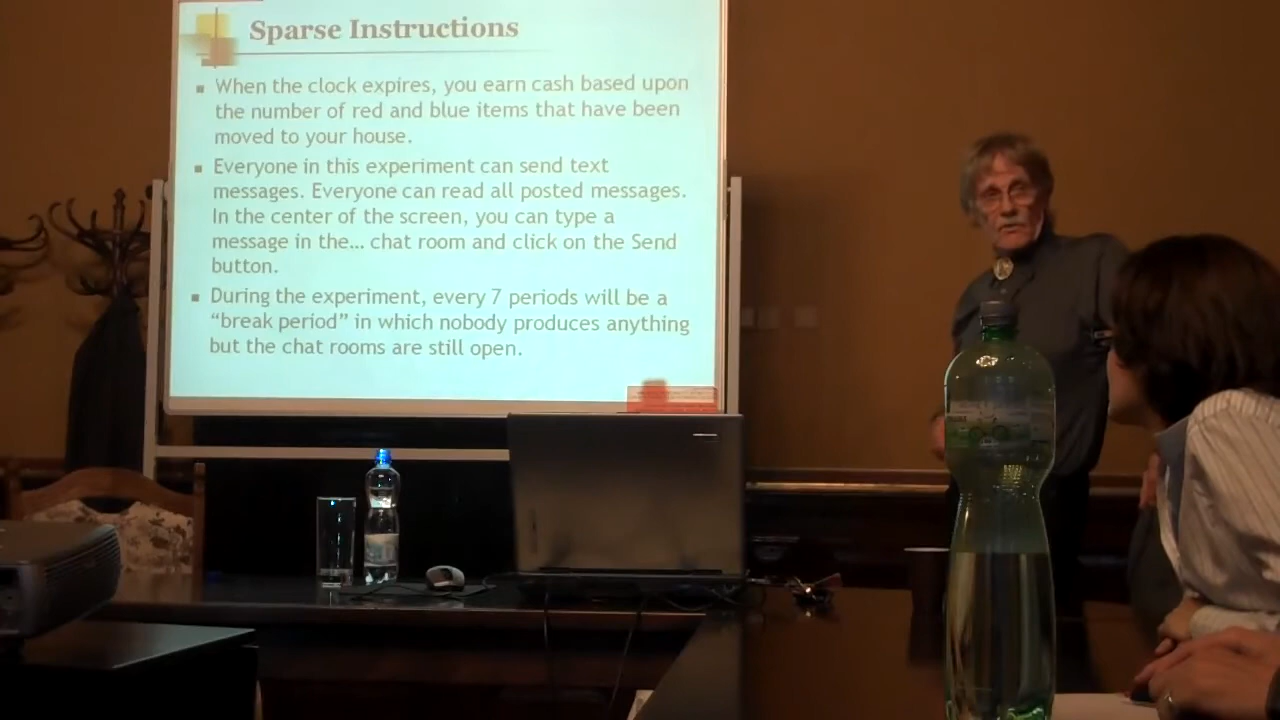 Sparse Instructions
When the clock expires, you earn cash based upon
the number of red and blue items that have been
moved to your house.
Everyone in this experiment can send text
messages. Everyone can read all posted messages.
In the center of the screen, you can type a
message in the… chat room and click on the Send
button.
During the experiment, every 7 periods will be a
“break period” in which nobody produces anything
but the chat rooms are still open.